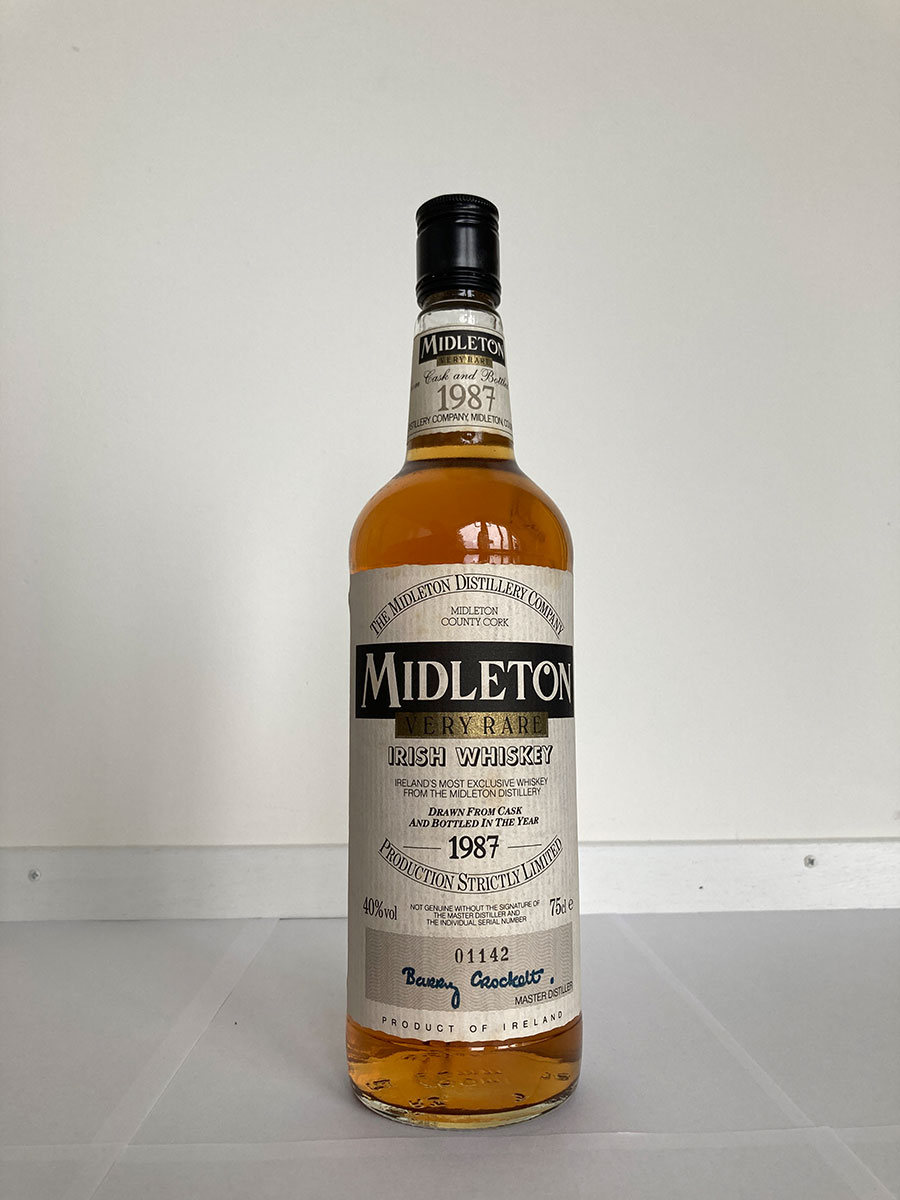 MIDLETON
VERY RARE
Cask and
1987
COMPANY, MIDLETON,
THE MIDLETON DISTILLERY COMPANY
MIDLETON
COUNTY CORK
MIDLETON
VERY RARE
IRISH WHISKEY
IRELAND'S MOST EXCLUSIVE WHISKEY
FROM THE MIDLETON DISTILLERY
DRAWN FROM CASK
AND BOTTLED IN THE YEAR
1987
PRODUCTION STRICTLY LIMITED
40%vol
NOT GENUINE WITHOUT THE SIGNATURE OF
THE MASTER DISTILLER AND
THE INDIVIDUAL SERIAL NUMBER
75cl e
01142
Barry Crockett.
MASTER DISTILLER
PRODUCT OF IRELAND